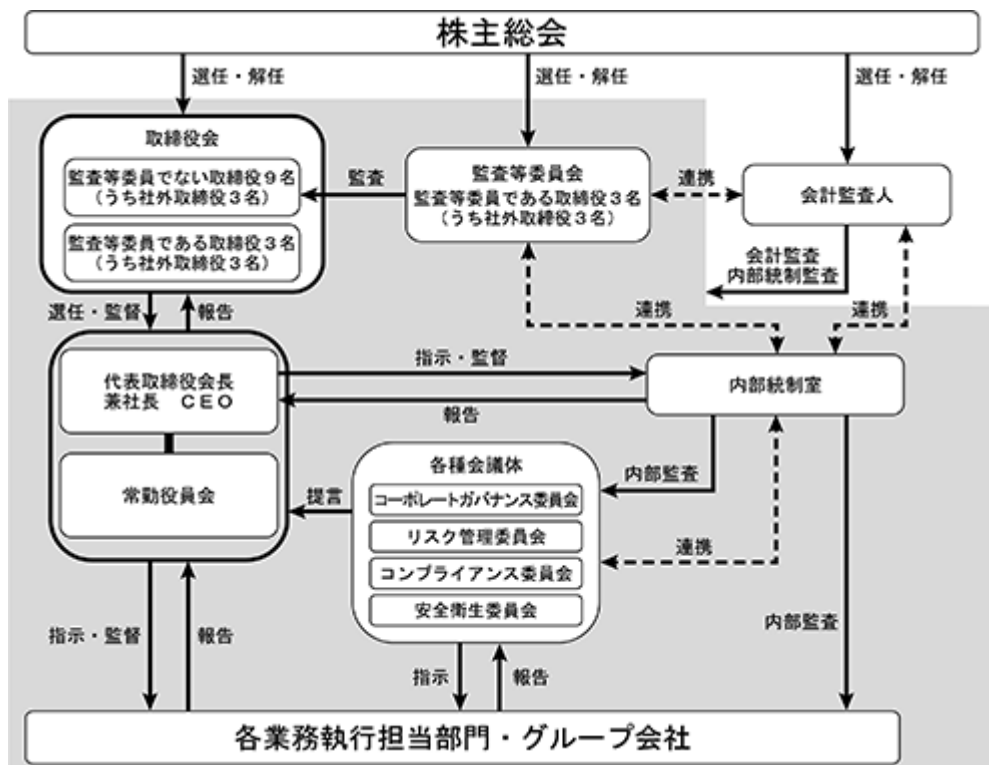 株主総会
選任・解任
選任・解任
選任・解任
取締役会
監査等委員でない取締役9名
(うち社外取締役3名)
監査等委員である取締役3名
(うち社外取締役3名)
監査
監査等委員会
監査等委員である取締役3名
(うち社外取締役3名)
連携
会計監査人
会計監査
内部統制監査
選任・監督
報告
連携
連携
代表取締役会長
兼社長 CEO
常勤役員会
指示・監督
報告
内部統制室
各種会議体
コーポレートガバナンス委員会
リスク管理委員会
コンプライアンス委員会
安全衛生委員会
提言
内部監査
連携
内部監査
指示・監督
報告
指示
報告
各業務執行担当部門・グループ会社